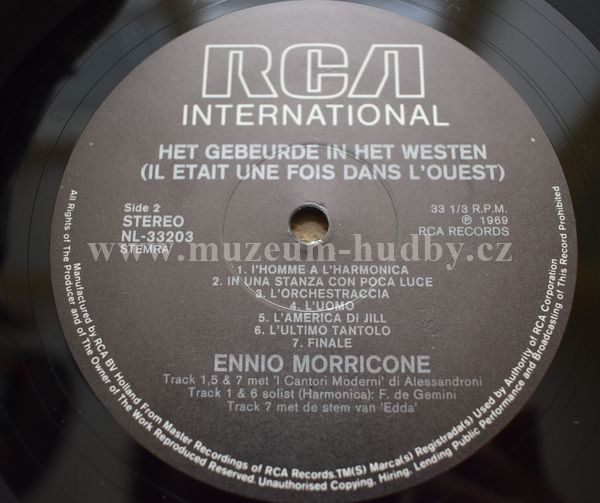 RCA
INTERNATIONAL
HET GEBEURDE IN HET WESTEN
(IL ETAIT UNE FOIS DANS L'OUEST)
Side 2
STEREO
NL-33203
STEMRA
33 1/3 R.P.M.
℗ 1969
RCA RECORDS
www.muzeum-hudby.cz
1. l'HOMME A L'HARMONICA
2. IN UNA STANZA CON POCA LUCE
3. L'ORCHESTRACCIA
4. L'UOMO
5. L'AMERICA DI JILL
6. L'ULTIMO TANTOLO
7. FINALE
ENNIO MORRICONE
Track 1,5 & 7 met 'I Cantori Moderni' di Alessandroni
Track 1 & 6 solist (Harmonica): F. de Gemini
Track 7 met de stem van 'Edda'
Manufactured by RCA BV Holland From Master Recordings of RCA Records.TM(S) Marca(s) Registrada(s) Used by Authority of RCA Corporation
All Rights of The Producer and of The Owner of The Work Reproduced Reserved. Unauthorised Copying. Hiring. Lending Public Performance and Broadcasting of This Record Prohibited